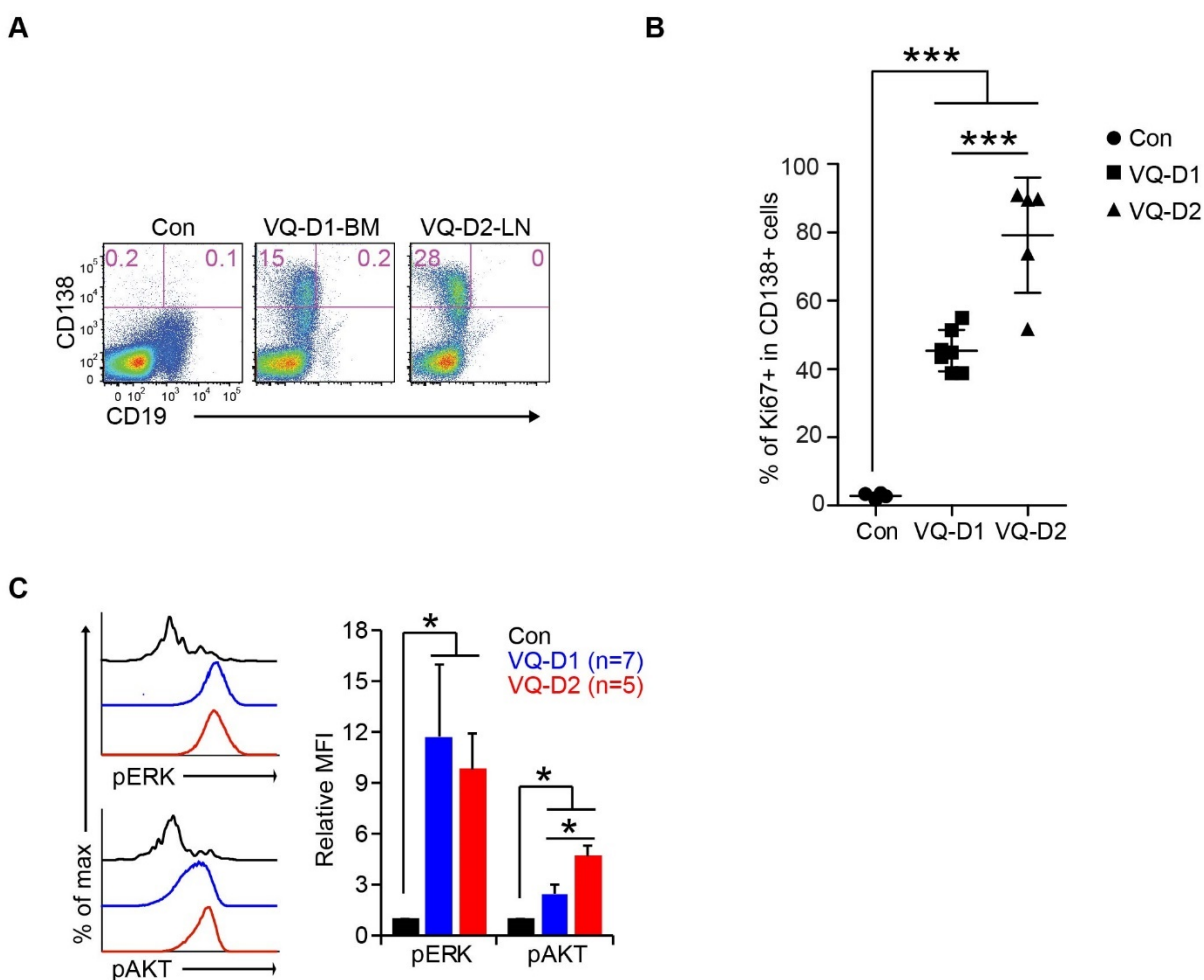 A
Con
VQ-D1-BM
VQ-D2-LN
0.2
0.1
15
0.2
28
0
CD138
10⁵
10⁴
10³
10²
0
0 10² 10³ 10⁴ 10⁵
CD19
B
***
***
Con
VQ-D1
VQ-D2
% of Ki67+ in CD138+ cells
100
80
60
40
20
0
Con VQ-D1 VQ-D2
C
% of max
pERK
pAKT
Relative MFI
18
15
12
9
6
3
0
*
*
*
Con
VQ-D1 (n=7)
VQ-D2 (n=5)
pERK pAKT